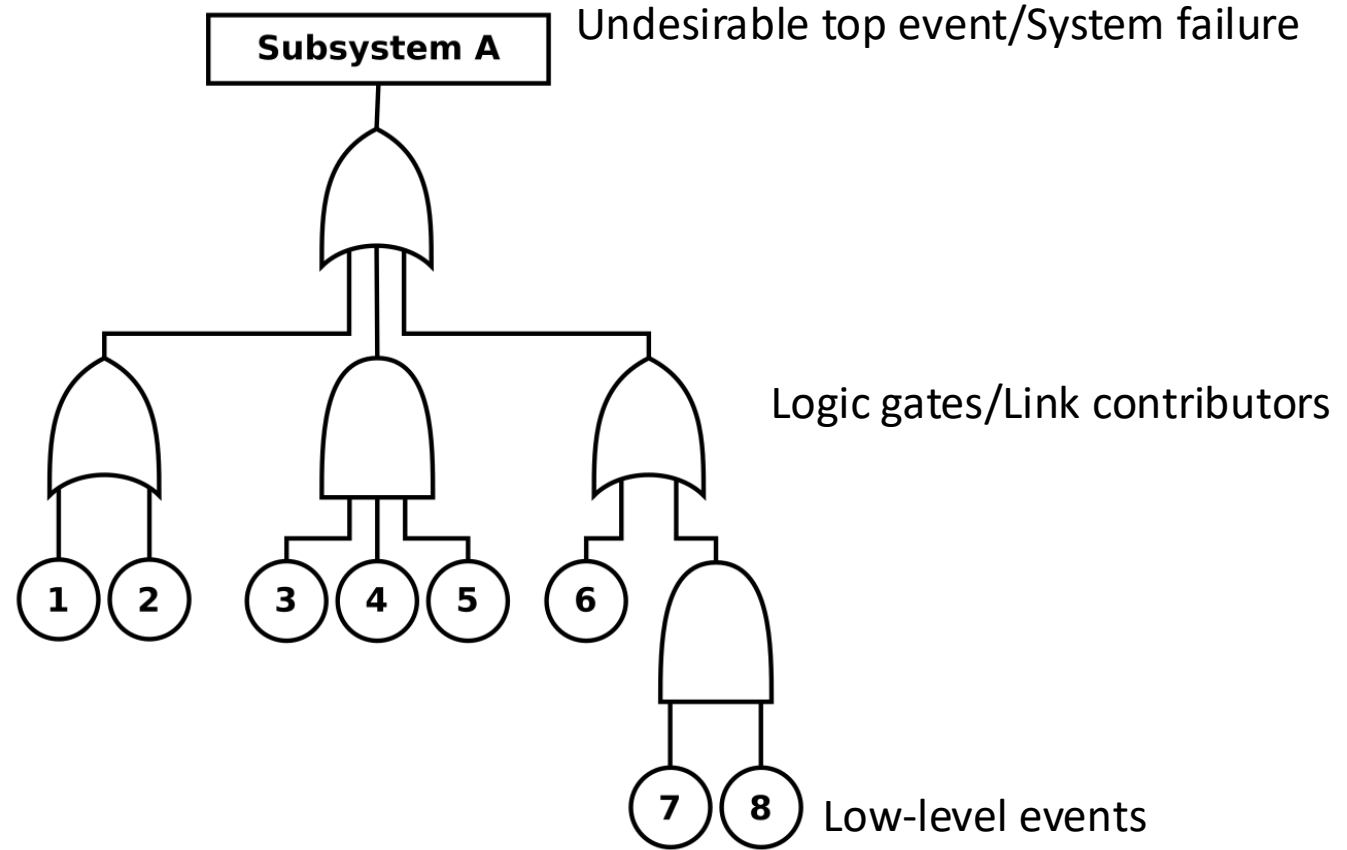 Subsystem A
Undesirable top event/System failure
Logic gates/Link contributors
1
2
3
4
5
6
7
8
Low-level events